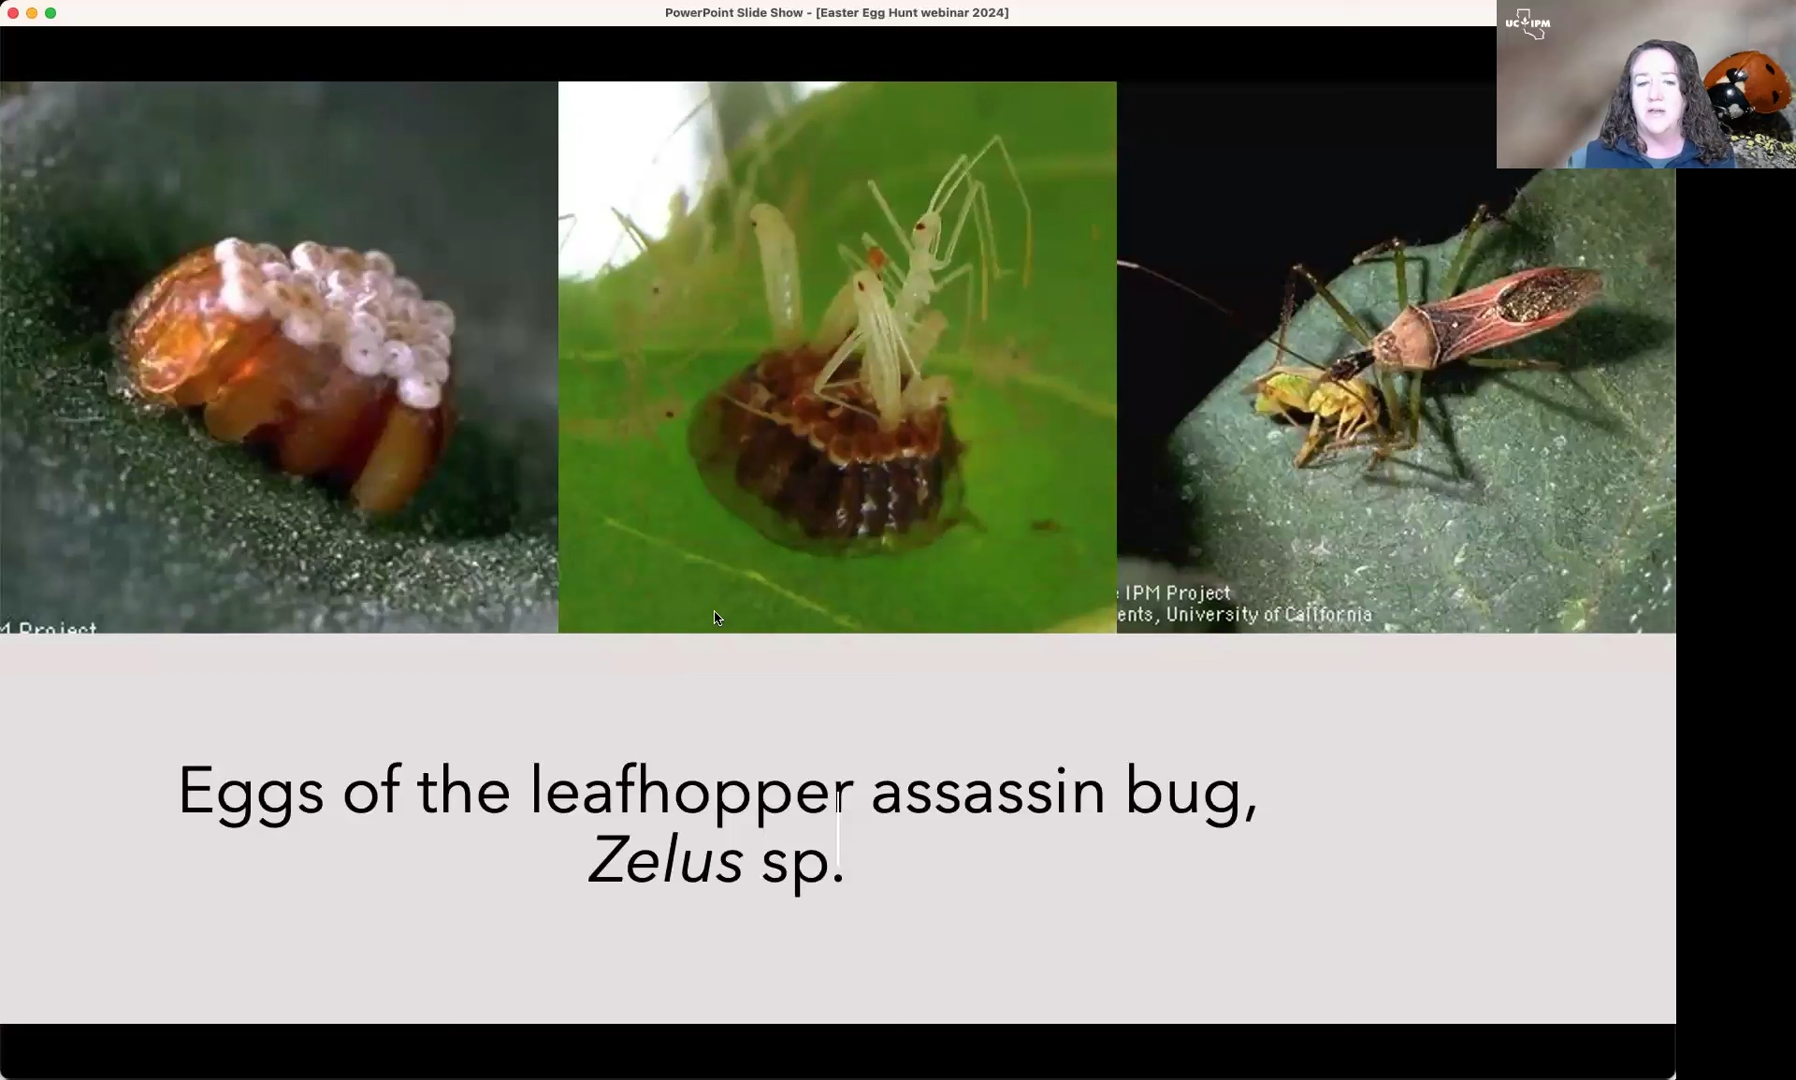 PowerPoint Slide Show - [Easter Egg Hunt webinar 2024]
UC IPM
IPM Project
ents, University of California
M Project
Eggs of the leafhopper assassin bug,
Zelus sp.